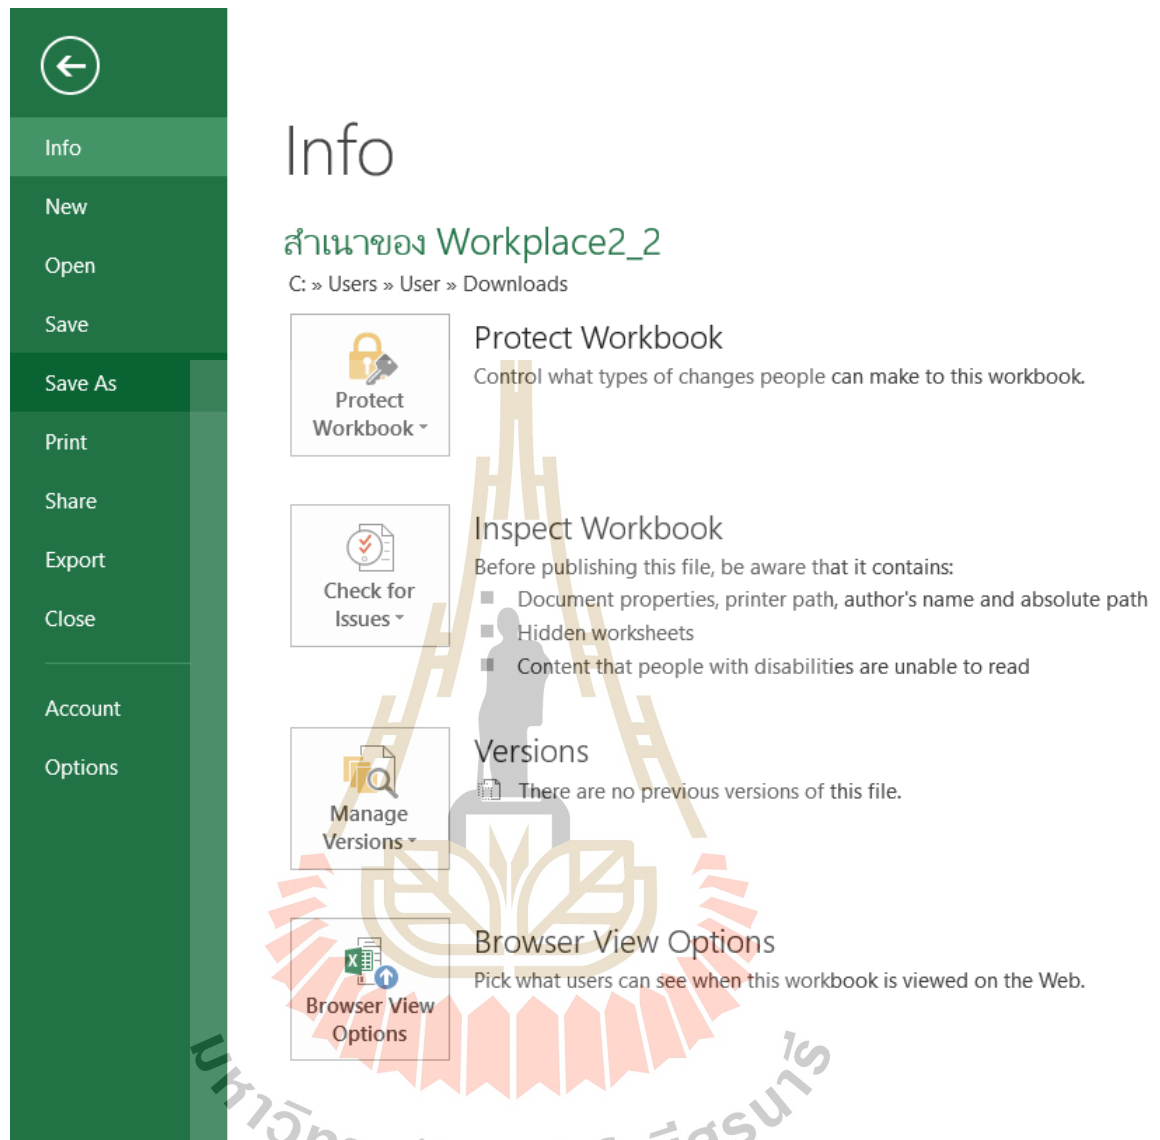 Info
New
Open
Save
Save As
Print
Share
Export
Close
Account
Options
Info
สำเนาของ Workplace2_2
C: » Users » User » Downloads
Protect
Workbook
Protect Workbook
Control what types of changes people can make to this workbook.
Check for
Issues
Inspect Workbook
Before publishing this file, be aware that it contains:
Document properties, printer path, author's name and absolute path
Hidden worksheets
Content that people with disabilities are unable to read
Manage
Versions
Versions
There are no previous versions of this file.
Browser View
Options
Browser View Options
Pick what users can see when this workbook is viewed on the Web.